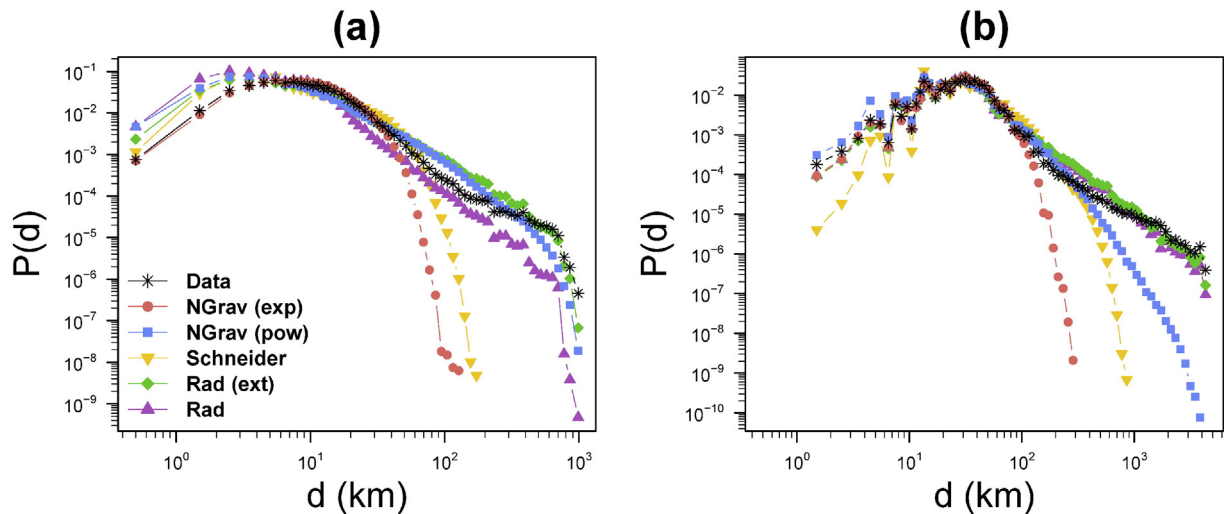 (a)
P(d)
10⁻¹
10⁻²
10⁻³
10⁻⁴
10⁻⁵
10⁻⁶
10⁻⁷
10⁻⁸
10⁻⁹
Data
NGrav (exp)
NGrav (pow)
Schneider
Rad (ext)
Rad
10⁰
10¹
10²
10³
d (km)
(b)
P(d)
10⁻²
10⁻³
10⁻⁴
10⁻⁵
10⁻⁶
10⁻⁷
10⁻⁸
10⁻⁹
10⁻¹⁰
10⁰
10¹
10²
10³
d (km)